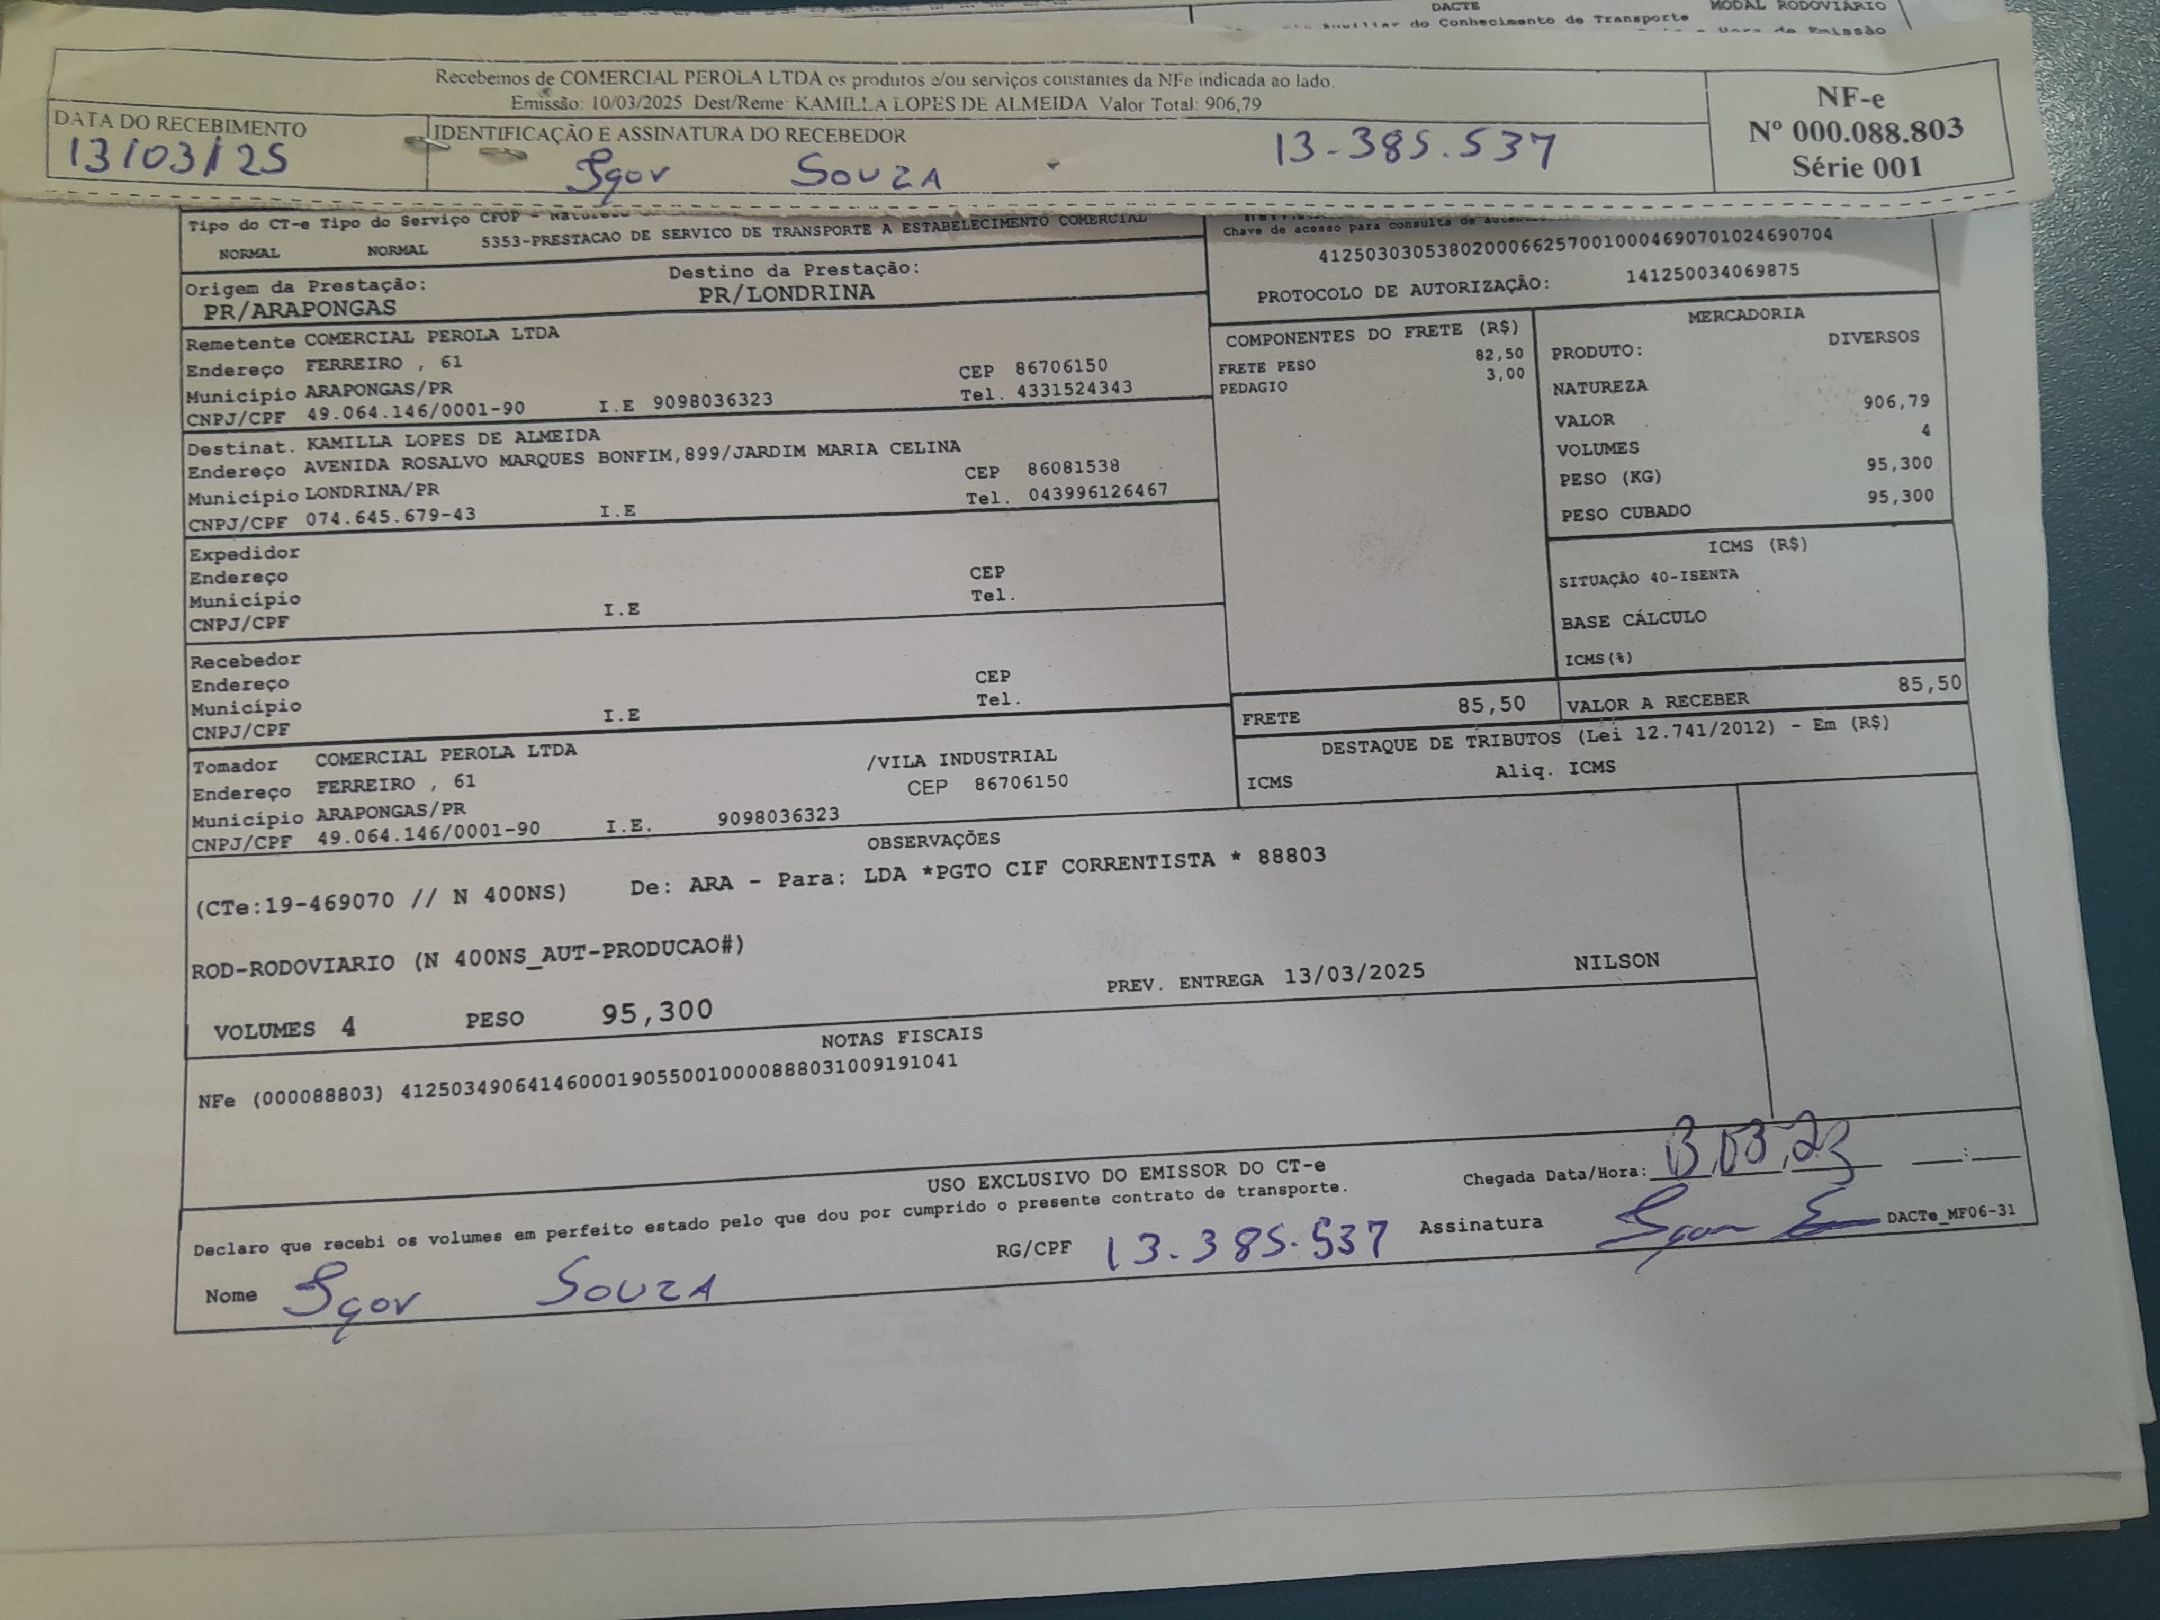 DACTE
MODAL RODOVIÁRIO
Auxiliar do Conhecimento de Transporte
Hora de Emissão
Recebemos de COMERCIAL PEROLA LTDA os produtos e/ou serviços constantes da NFe indicada ao lado.
Emissão: 10/03/2025 Dest/Reme: KAMILLA LOPES DE ALMEIDA Valor Total: 906,79
DATA DO RECEBIMENTO
13/03/25
IDENTIFICAÇÃO E ASSINATURA DO RECEBEDOR
Igor Souza 13-385.537
NF-e
Nº 000.088.803
Série 001
Tipo do CT-e Tipo do Serviço CFOP -
NORMAL NORMAL 5353-PRESTACAO DE SERVICO DE TRANSPORTE A ESTABELECIMENTO COMERCIAL
Origem da Prestação: Destino da Prestação:
PR/ARAPONGAS PR/LONDRINA
Chave de acesso para consulta de
41250303053802000662570010004690701024690704
PROTOCOLO DE AUTORIZAÇÃO: 141250034069875
Remetente COMERCIAL PEROLA LTDA
Endereço FERREIRO , 61 CEP 86706150
Município ARAPONGAS/PR Tel. 4331524343
CNPJ/CPF 49.064.146/0001-90 I.E 9098036323
Destinat. KAMILLA LOPES DE ALMEIDA
Endereço AVENIDA ROSALVO MARQUES BONFIM,899/JARDIM MARIA CELINA
CEP 86081538
Município LONDRINA/PR Tel. 043996126467
CNPJ/CPF 074.645.679-43 I.E
Expedidor
Endereço CEP
Município Tel.
CNPJ/CPF I.E
Recebedor
Endereço CEP
Município Tel.
CNPJ/CPF I.E
Tomador COMERCIAL PEROLA LTDA /VILA INDUSTRIAL
Endereço FERREIRO , 61 CEP 86706150
Município ARAPONGAS/PR
CNPJ/CPF 49.064.146/0001-90 I.E. 9098036323
COMPONENTES DO FRETE (R$)
FRETE PESO 82,50
PEDAGIO 3,00
MERCADORIA
PRODUTO: DIVERSOS
NATUREZA
VALOR 906,79
VOLUMES 4
PESO (KG) 95,300
PESO CUBADO 95,300
ICMS (R$)
SITUAÇÃO 40-ISENTA
BASE CÁLCULO
ICMS(%)
FRETE 85,50 VALOR A RECEBER 85,50
DESTAQUE DE TRIBUTOS (Lei 12.741/2012) - Em (R$)
ICMS Aliq. ICMS
OBSERVAÇÕES
(CTe:19-469070 // N 400NS) De: ARA - Para: LDA *PGTO CIF CORRENTISTA * 88803
ROD-RODOVIARIO (N 400NS_AUT-PRODUCAO#)
PREV. ENTREGA 13/03/2025 NILSON
VOLUMES 4 PESO 95,300
NOTAS FISCAIS
NFe (000088803) 41250349064146000190550010000888031009191041
USO EXCLUSIVO DO EMISSOR DO CT-e
Declaro que recebi os volumes em perfeito estado pelo que dou por cumprido o presente contrato de transporte.
Chegada Data/Hora: 13,03,23 __:__
Nome Igor Souza RG/CPF 13.385.537 Assinatura Igor DACTe_MF06-31